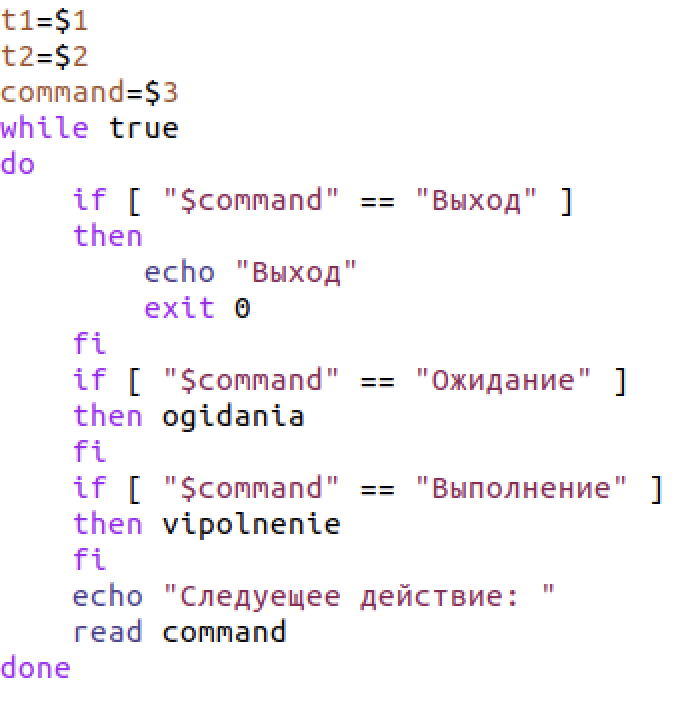 t1=$1
t2=$2
command=$3
while true
do
    if [ "$command" == "Выход" ]
    then
        echo "Выход"
        exit 0
    fi
    if [ "$command" == "Ожидание" ]
    then ogidania
    fi
    if [ "$command" == "Выполнение" ]
    then vipolnenie
    fi
    echo "Следуещее действие: "
    read command
done